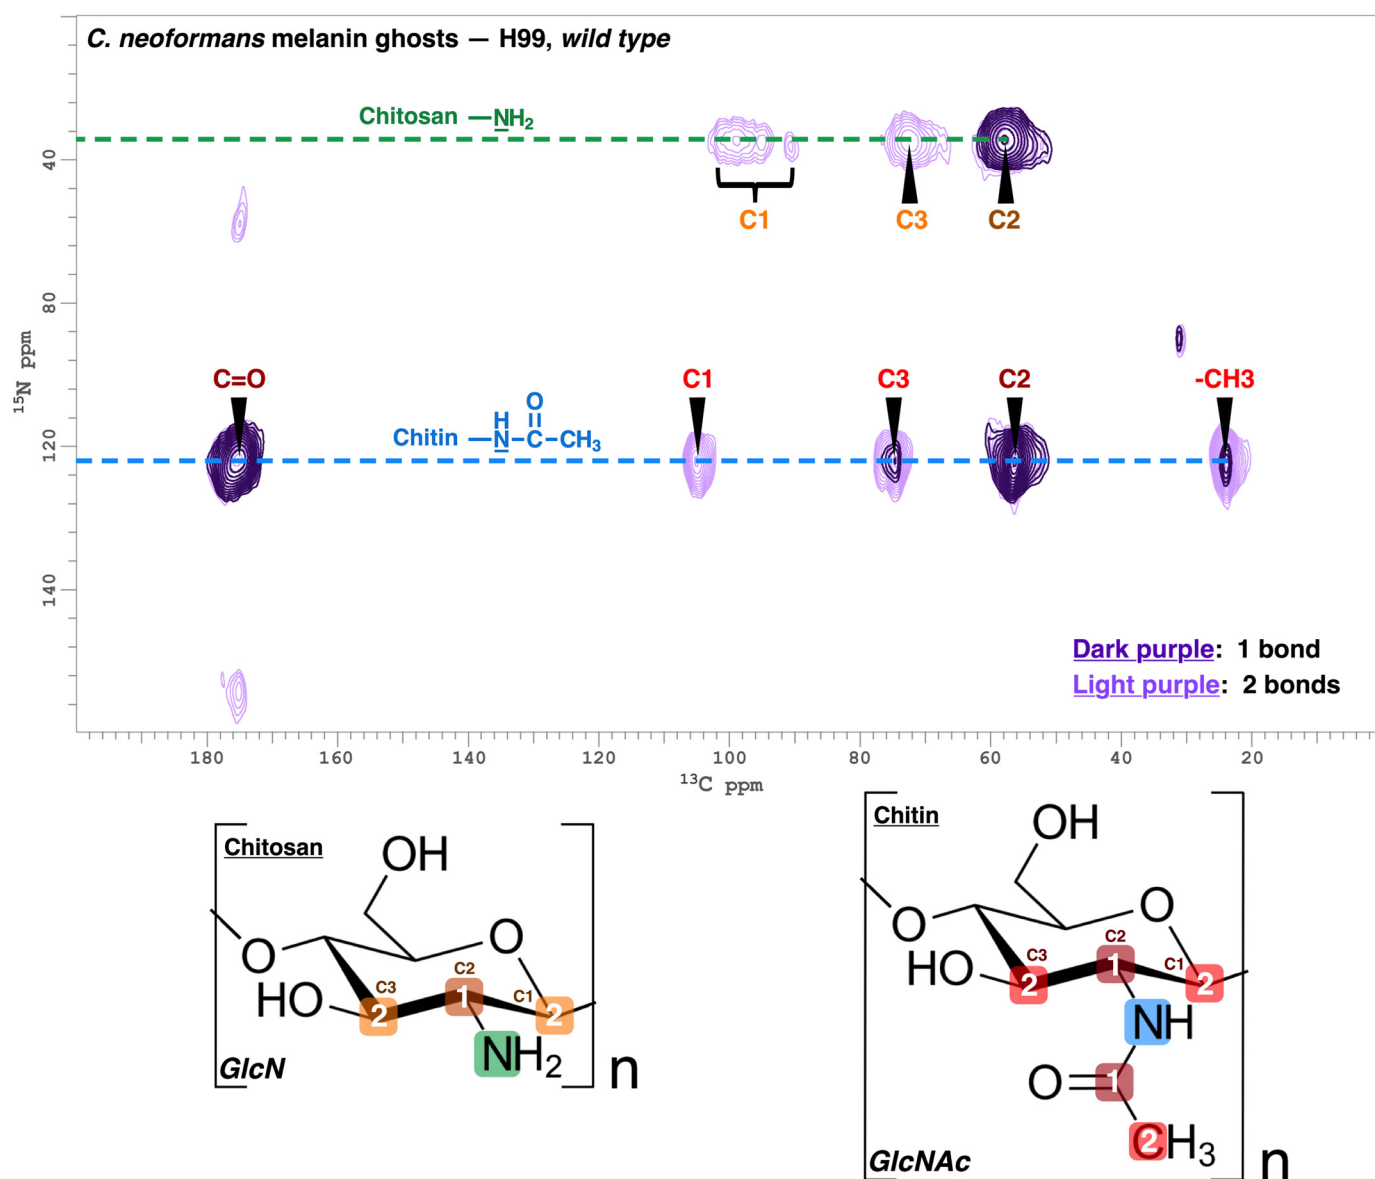 C. neoformans melanin ghosts — H99, wild type
Chitosan —NH2
40
C1
C3
C2
80
15N ppm
C=O
C1
C3
C2
-CH3
O
H
Chitin —N—C—CH3
120
140
Dark purple: 1 bond
Light purple: 2 bonds
180
160
140
120
100
80
60
40
20
13C ppm
Chitosan
OH
O
O
C2
C3
C1
HO
2
1
2
NH2
GlcN
n
Chitin
OH
O
O
C2
C3
C1
HO
2
1
2
NH
O
1
2
CH3
GlcNAc
n